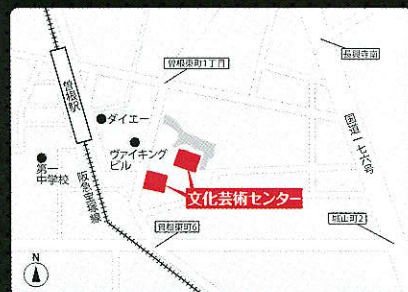 曽根東町1丁目
長興寺南
曽根駅
ダイエー
国道一七六号
ヴァイキング
ビル
第一
中学校
阪急宝塚線
文化芸術センター
曽根東町6
城山町2
N